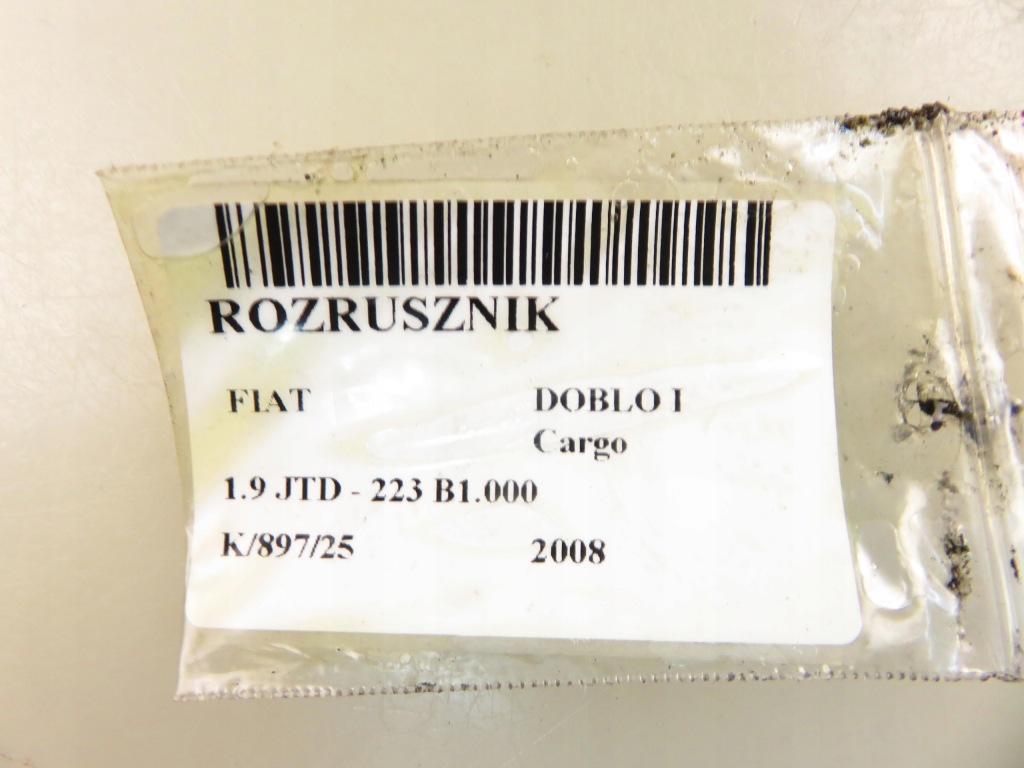 ROZRUSZNIK
FIAT DOBLO I
Cargo
1.9 JTD - 223 B1.000
K/897/25 2008